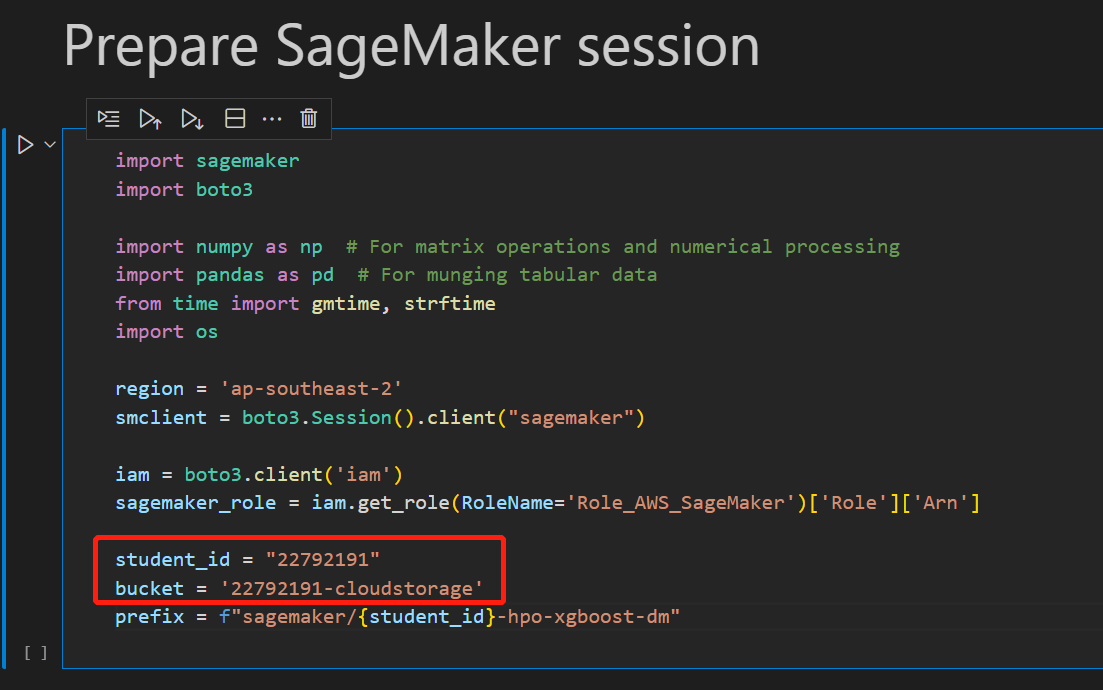 Prepare SageMaker session
import sagemaker
import boto3
import numpy as np  # For matrix operations and numerical processing
import pandas as pd  # For munging tabular data
from time import gmtime, strftime
import os
region = 'ap-southeast-2'
smclient = boto3.Session().client("sagemaker")
iam = boto3.client('iam')
sagemaker_role = iam.get_role(RoleName='Role_AWS_SageMaker')['Role']['Arn']
student_id = "22792191"
bucket = '22792191-cloudstorage'
prefix = f"sagemaker/{student_id}-hpo-xgboost-dm"
[ ]